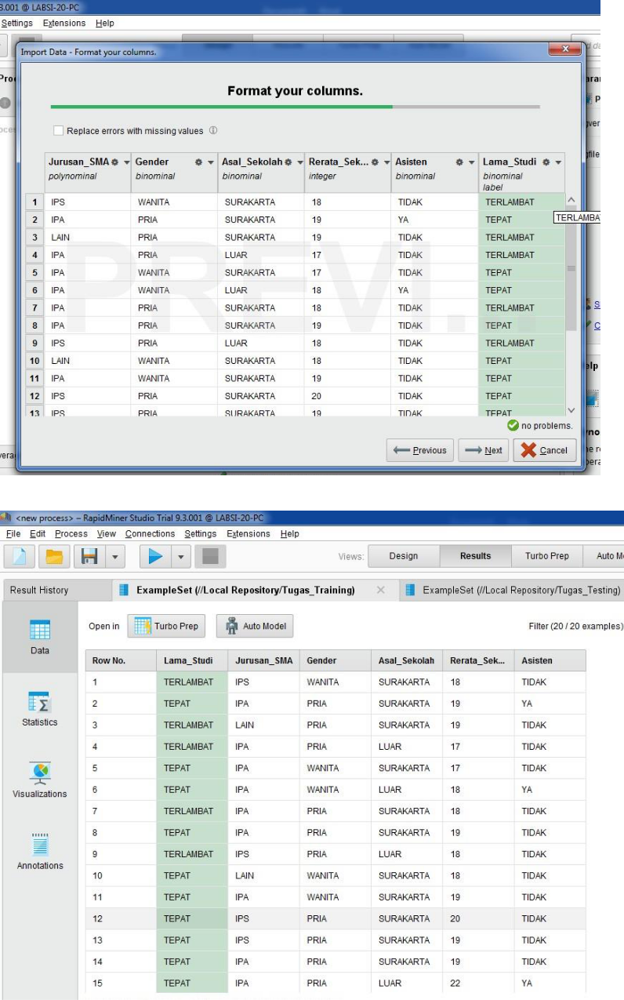 3.001 @ LABSI-20-PC
Settings Extensions Help
Import Data - Format your columns.
Format your columns.
Replace errors with missing values
Jurusan_SMA Gender Asal_Sekolah Rerata_Sek... Asisten Lama_Studi
polynominal binominal binominal integer binominal binominal
label
1 IPS WANITA SURAKARTA 18 TIDAK TERLAMBAT
2 IPA PRIA SURAKARTA 19 YA TEPAT
TERLAMBA
3 LAIN PRIA SURAKARTA 19 TIDAK TERLAMBAT
4 IPA PRIA LUAR 17 TIDAK TERLAMBAT
5 IPA WANITA SURAKARTA 17 TIDAK TEPAT
6 IPA WANITA LUAR 18 YA TEPAT
7 IPA PRIA SURAKARTA 18 TIDAK TERLAMBAT
8 IPA PRIA SURAKARTA 19 TIDAK TEPAT
9 IPS PRIA LUAR 18 TIDAK TERLAMBAT
10 LAIN WANITA SURAKARTA 18 TIDAK TEPAT
11 IPA WANITA SURAKARTA 19 TIDAK TEPAT
12 IPS PRIA SURAKARTA 20 TIDAK TEPAT
13 IPS PRIA SURAKARTA 19 TIDAK TEPAT
PREVI...
no problems.
Previous Next Cancel
<new process> – RapidMiner Studio Trial 9.3.001 @ LABSI-20-PC
File Edit Process View Connections Settings Extensions Help
Views: Design Results Turbo Prep Auto Mo
Result History ExampleSet (//Local Repository/Tugas_Training) ExampleSet (//Local Repository/Tugas_Testing)
Data
Statistics
Visualizations
Annotations
Open in Turbo Prep Auto Model Filter (20 / 20 examples)
Row No. Lama_Studi Jurusan_SMA Gender Asal_Sekolah Rerata_Sek... Asisten
1 TERLAMBAT IPS WANITA SURAKARTA 18 TIDAK
2 TEPAT IPA PRIA SURAKARTA 19 YA
3 TERLAMBAT LAIN PRIA SURAKARTA 19 TIDAK
4 TERLAMBAT IPA PRIA LUAR 17 TIDAK
5 TEPAT IPA WANITA SURAKARTA 17 TIDAK
6 TEPAT IPA WANITA LUAR 18 YA
7 TERLAMBAT IPA PRIA SURAKARTA 18 TIDAK
8 TEPAT IPA PRIA SURAKARTA 19 TIDAK
9 TERLAMBAT IPS PRIA LUAR 18 TIDAK
10 TEPAT LAIN WANITA SURAKARTA 18 TIDAK
11 TEPAT IPA WANITA SURAKARTA 19 TIDAK
12 TEPAT IPS PRIA SURAKARTA 20 TIDAK
13 TEPAT IPS PRIA SURAKARTA 19 TIDAK
14 TEPAT IPA PRIA SURAKARTA 19 TIDAK
15 TEPAT IPA PRIA LUAR 22 YA